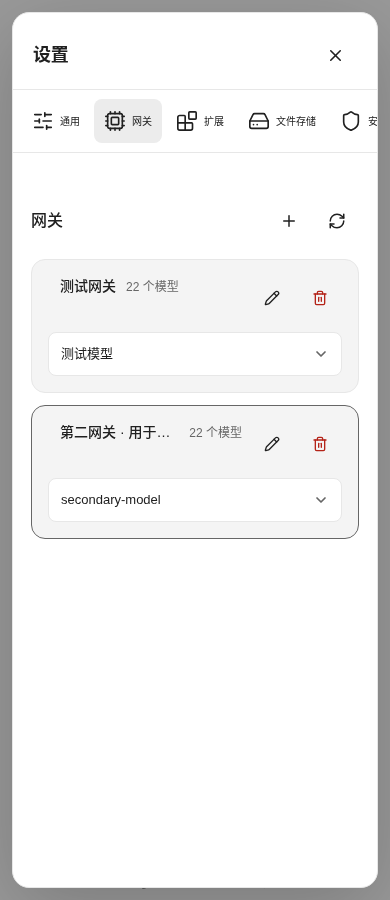 设置
通用 网关 扩展 文件存储 安
网关
测试网关 22 个模型
测试模型
第二网关 · 用于… 22 个模型
secondary-model